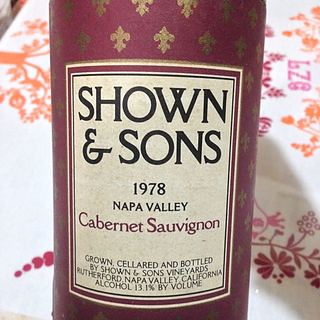 SHOWN
& SONS
1978
NAPA VALLEY
Cabernet Sauvignon
GROWN, CELLARED AND BOTTLED
BY SHOWN & SONS VINEYARDS
RUTHERFORD, NAPA VALLEY, CALIFORNIA
ALCOHOL 13.1% BY VOLUME